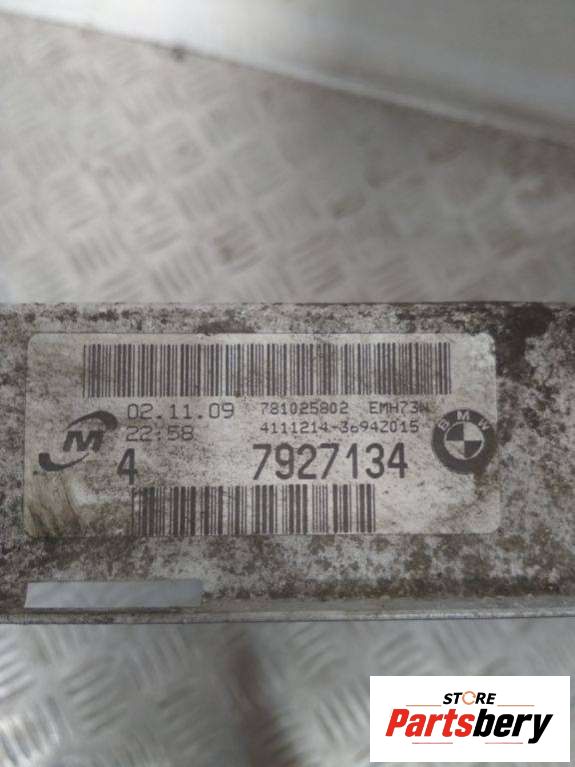 02.11.09 781025802 EMH73W
22:58 4111214-3694Z015
M
BMW
4 7927134
STORE
Partsbery